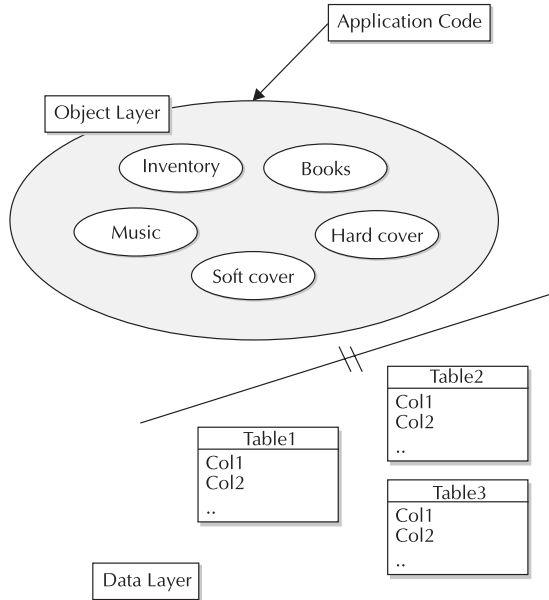 Application Code
Object Layer
Inventory
Books
Music
Hard cover
Soft cover
Table2
Col1
Col2
..
Table1
Col1
Col2
..
Table3
Col1
Col2
..
Data Layer